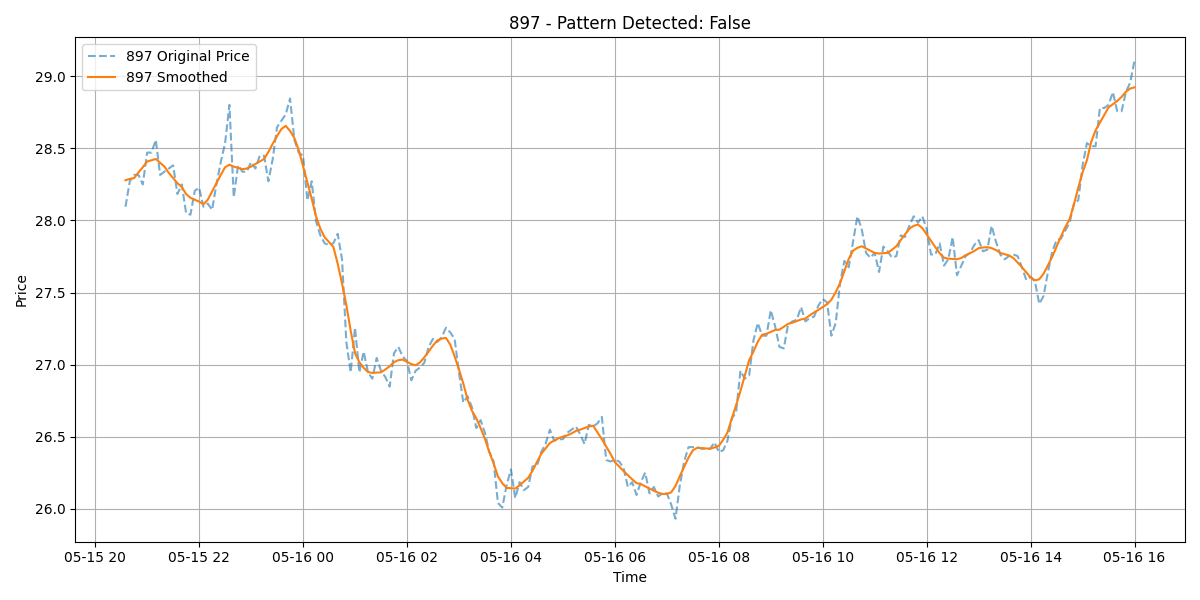 897 - Pattern Detected: False
897 Original Price
897 Smoothed
29.0
28.5
28.0
27.5
27.0
26.5
26.0
Price
05-15 20 05-15 22 05-16 00 05-16 02 05-16 04 05-16 06 05-16 08 05-16 10 05-16 12 05-16 14 05-16 16
Time